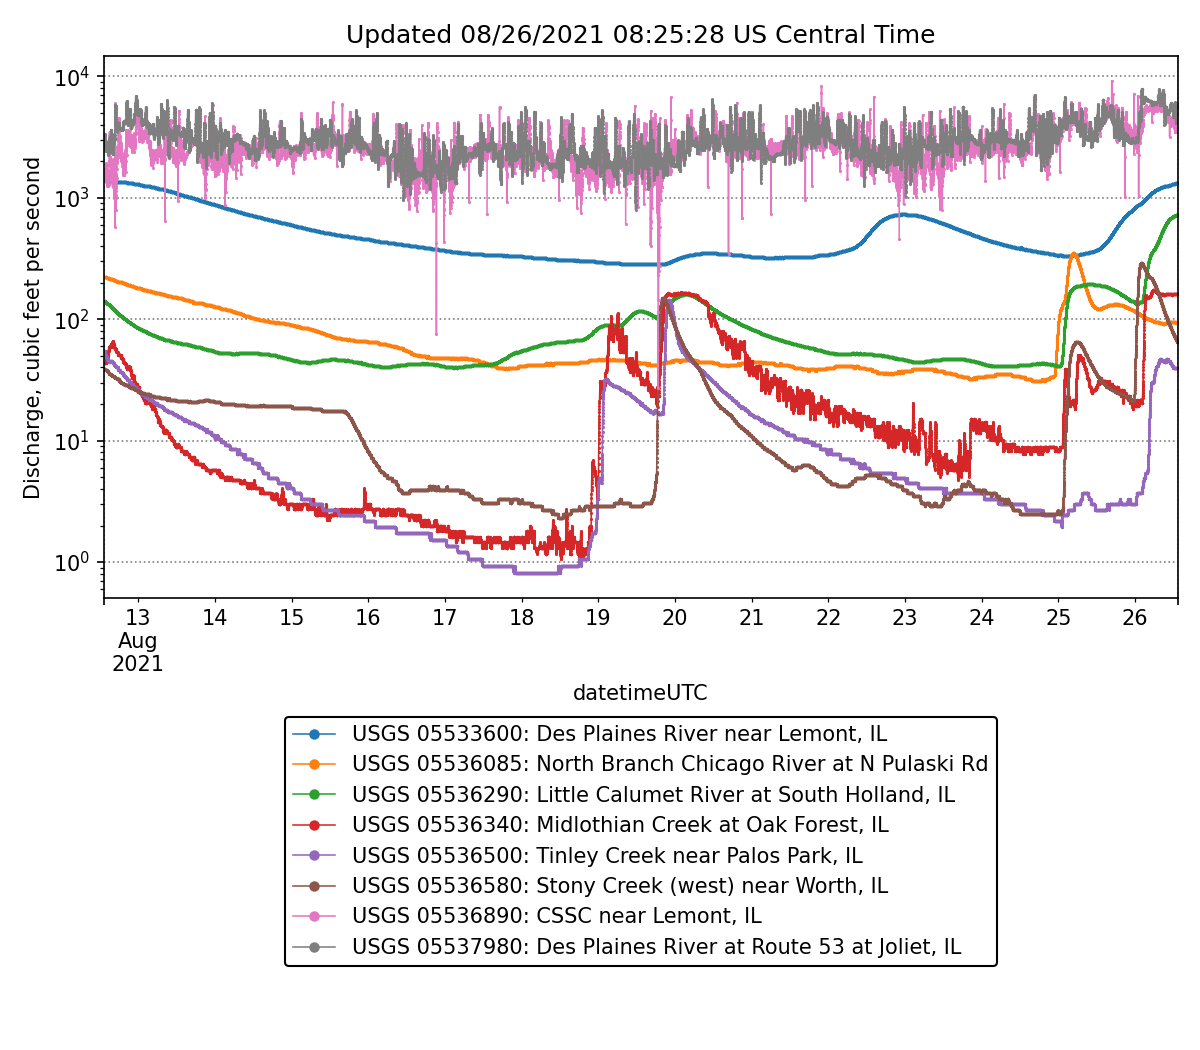 Updated 08/26/2021 08:25:28 US Central Time
Discharge, cubic feet per second
10⁴
10³
10²
10¹
10⁰
13 14 15 16 17 18 19 20 21 22 23 24 25 26
Aug
2021
datetimeUTC
USGS 05533600: Des Plaines River near Lemont, IL
USGS 05536085: North Branch Chicago River at N Pulaski Rd
USGS 05536290: Little Calumet River at South Holland, IL
USGS 05536340: Midlothian Creek at Oak Forest, IL
USGS 05536500: Tinley Creek near Palos Park, IL
USGS 05536580: Stony Creek (west) near Worth, IL
USGS 05536890: CSSC near Lemont, IL
USGS 05537980: Des Plaines River at Route 53 at Joliet, IL